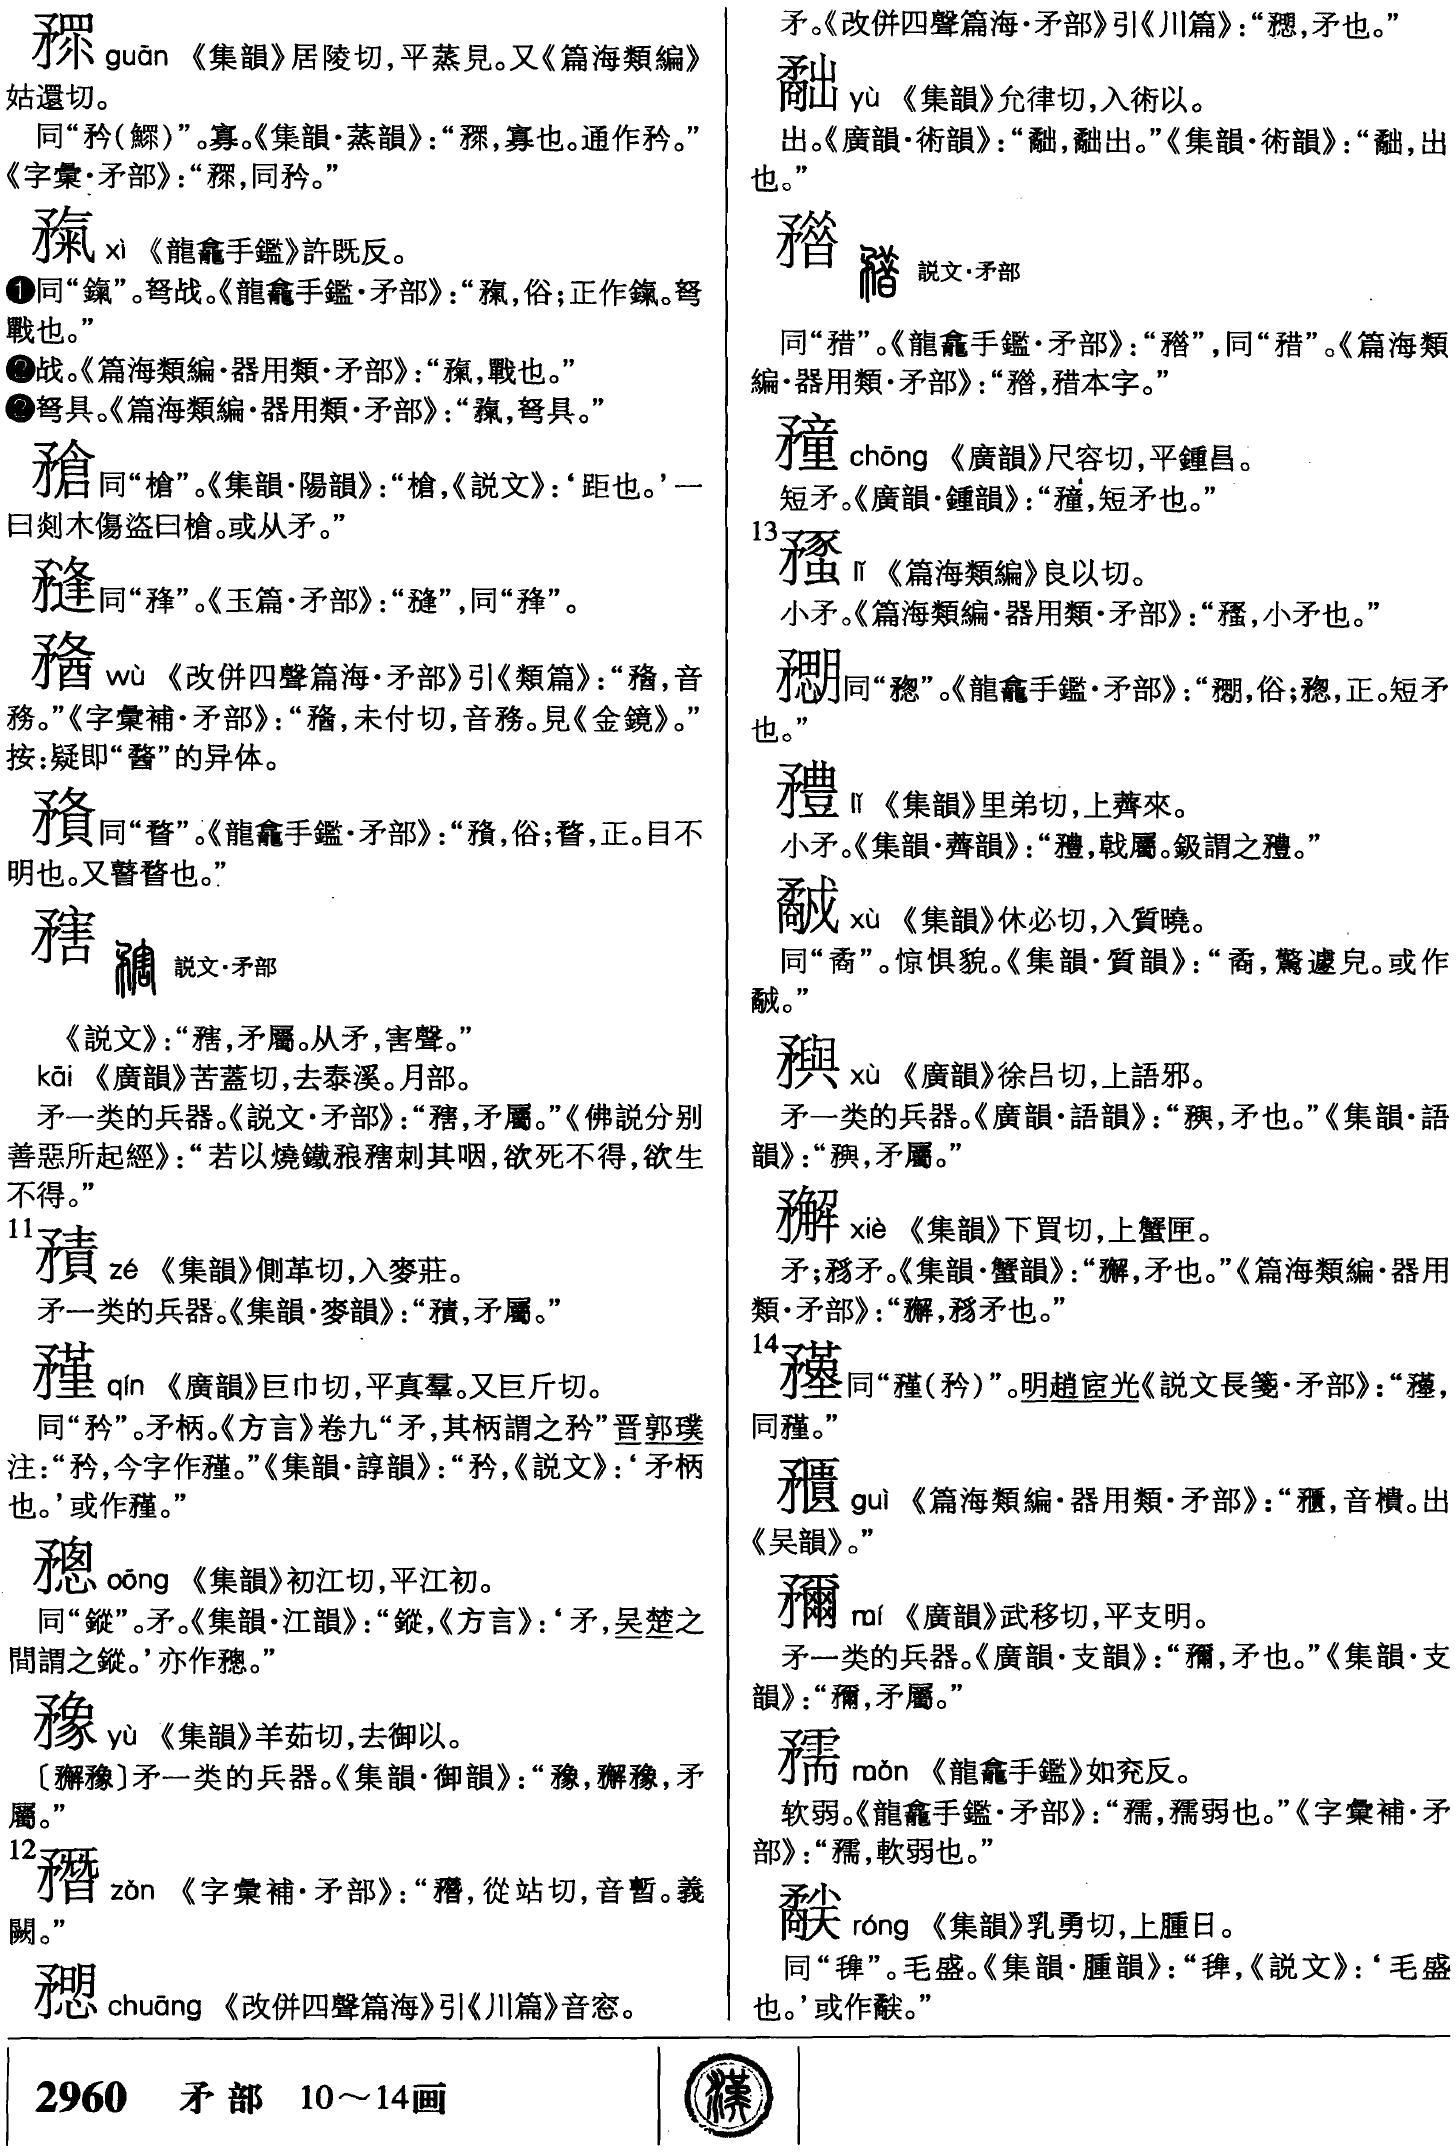 𥎊 guān 《集韻》居陵切,平蒸見。又《篇海類編》
姑還切。
同“矜(鰥)”。寡。《集韻·蒸韻》:“𥎊,寡也。通作矜。”
《字彙·矛部》:“𥎊,同矜。”
xì 《龍龕手鑑》許既反。
❶同“鎎”。弩战。《龍龕手鑑·矛部》:“ ,俗;正作 。弩
戰也。”
❷战。《篇海類編·器用類·矛部》:“ ,戰也。”
❷弩具。《篇海類編·器用類·矛部》:“ ,弩具。”
同“槍”。《集韻·陽韻》:“槍,《説文》:‘距也。’一
曰剡木傷盜曰槍。或从矛。”
同“ ”。《玉篇·矛部》:“ ”,同“ ”。
wù 《改併四聲篇海·矛部》引《類篇》:“ ,音
務。”《字彙補·矛部》:“ ,未付切,音務。見《金鏡》。”
按:疑即“ ”的异体。
同“瞀”。《龍龕手鑑·矛部》:“ ,俗;瞀,正。目不
明也。又瞽瞀也。”
説文·矛部
《説文》:“ ,矛屬。从矛,害聲。”
kāi 《廣韻》苦蓋切,去泰溪。月部。
矛一类的兵器。《説文·矛部》:“ ,矛屬。”《佛説分别
善惡所起經》:“若以燒鐵 刺其咽,欲死不得,欲生
不得。”
11
zé 《集韻》側革切,入麥莊。
矛一类的兵器。《集韻·麥韻》:“ ,矛屬。”
矡 qín 《廣韻》巨巾切,平真羣。又巨斤切。
同“矜”。矛柄。《方言》卷九“矛,其柄謂之矜”晋郭璞
注:“矜,今字作 。”《集韻·諄韻》:“矜,《説文》:‘矛柄
也。’或作 。”
oōng 《集韻》初江切,平江初。
同“鏦”。矛。《集韻·江韻》:“鏦,《方言》:‘矛,吴楚之
間謂之鏦。’亦作 。”
yù 《集韻》羊茹切,去御以。
〔 〕矛一类的兵器。《集韻·御韻》:“ ,矛
屬。”
12
zǎn 《字彙補·矛部》:“ ,從站切,音暫。義
闕。”
chuāng 《改併四聲篇海》引《川篇》音窓。
矛。《改併四聲篇海·矛部》引《川篇》:“ ,矛也。”
yù 《集韻》允律切,入術以。
出。《廣韻·術韻》:“ , 出。”《集韻·術韻》:“ ,出
也。”
説文·矛部
同“矠”。《龍龕手鑑·矛部》:“ ”,同“矠”。《篇海類
編·器用類·矛部》:“ ,矠本字。”
chōng 《廣韻》尺容切,平鍾昌。
短矛。《廣韻·鍾韻》:“ ,短矛也。”
13
lǐ 《篇海類編》良以切。
小矛。《篇海類編·器用類·矛部》:“ ,小矛也。”
同“ ”。《龍龕手鑑·矛部》:“ ,俗; ,正。短矛
也。”
lǐ 《集韻》里弟切,上薺來。
小矛。《集韻·薺韻》:“ ,戟屬。鈒謂之 。”
xù 《集韻》休必切,入質曉。
同“矞”。惊惧貌。《集韻·質韻》:“矞,驚遽皃。或作
。”
xù 《廣韻》徐吕切,上語邪。
矛一类的兵器。《廣韻·語韻》:“ ,矛也。”《集韻·語
韻》:“ ,矛屬。”
xiè 《集韻》下買切,上蟹匣。
矛; 矛。《集韻·蟹韻》:“ ,矛也。”《篇海類編·器用
類·矛部》:“ , 矛也。”
14
同“ (矜)”。明趙宧光《説文長箋·矛部》:“ ,
同 。”
guì 《篇海類編·器用類·矛部》:“ ,音樻。出
《吴韻》。”
mí 《廣韻》武移切,平支明。
矛一类的兵器。《廣韻·支韻》:“ ,矛也。”《集韻·支
韻》:“ ,矛屬。”
《龍龕手鑑》如兖反。
软弱。《龍龕手鑑·矛部》:“ , 弱也。”《字彙補·矛
部》:“ ,軟弱也。”
róng 《集韻》乳勇切,上腫日。
同“ ”。毛盛。《集韻·腫韻》:“ ,《説文》:‘毛盛
也。’或作 。”
2960 矛部 10～14画
漢